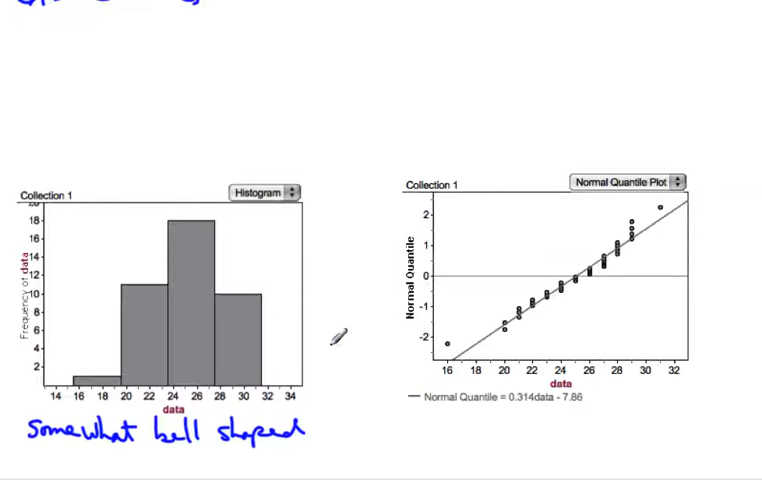 Collection 1
Histogram
20
18
16
14
12
10
8
6
4
2
Frequency of data
14 16 18 20 22 24 26 28 30 32 34
data
Somewhat bell shaped
Collection 1
Normal Quantile Plot
2
1
0
-1
-2
Normal Quantile
16 18 20 22 24 26 28 30 32
data
Normal Quantile = 0.314data - 7.86